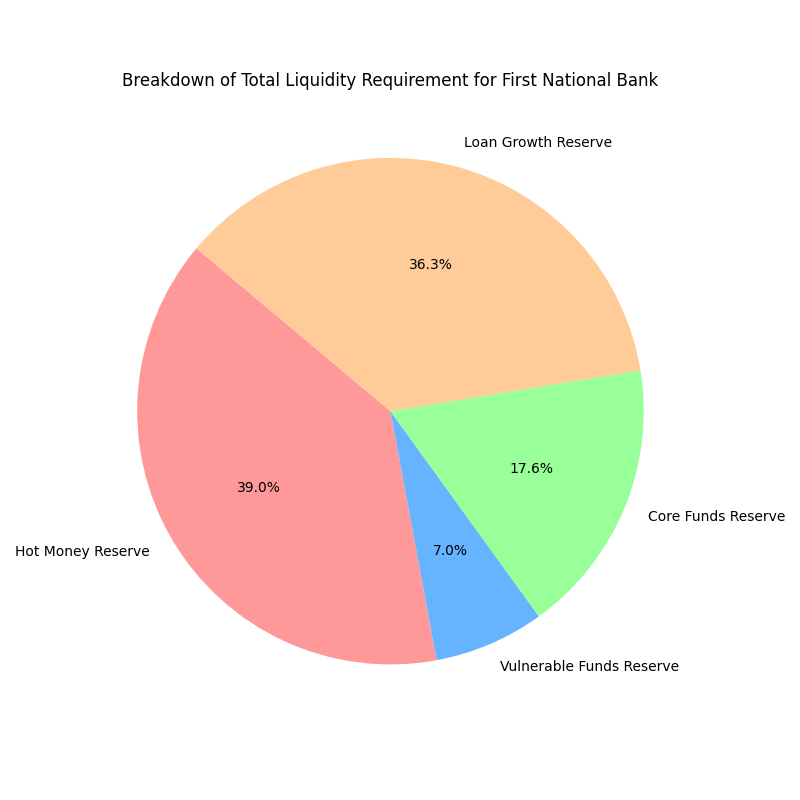 Breakdown of Total Liquidity Requirement for First National Bank
Loan Growth Reserve
36.3%
17.6%
39.0%
Core Funds Reserve
Hot Money Reserve
7.0%
Vulnerable Funds Reserve